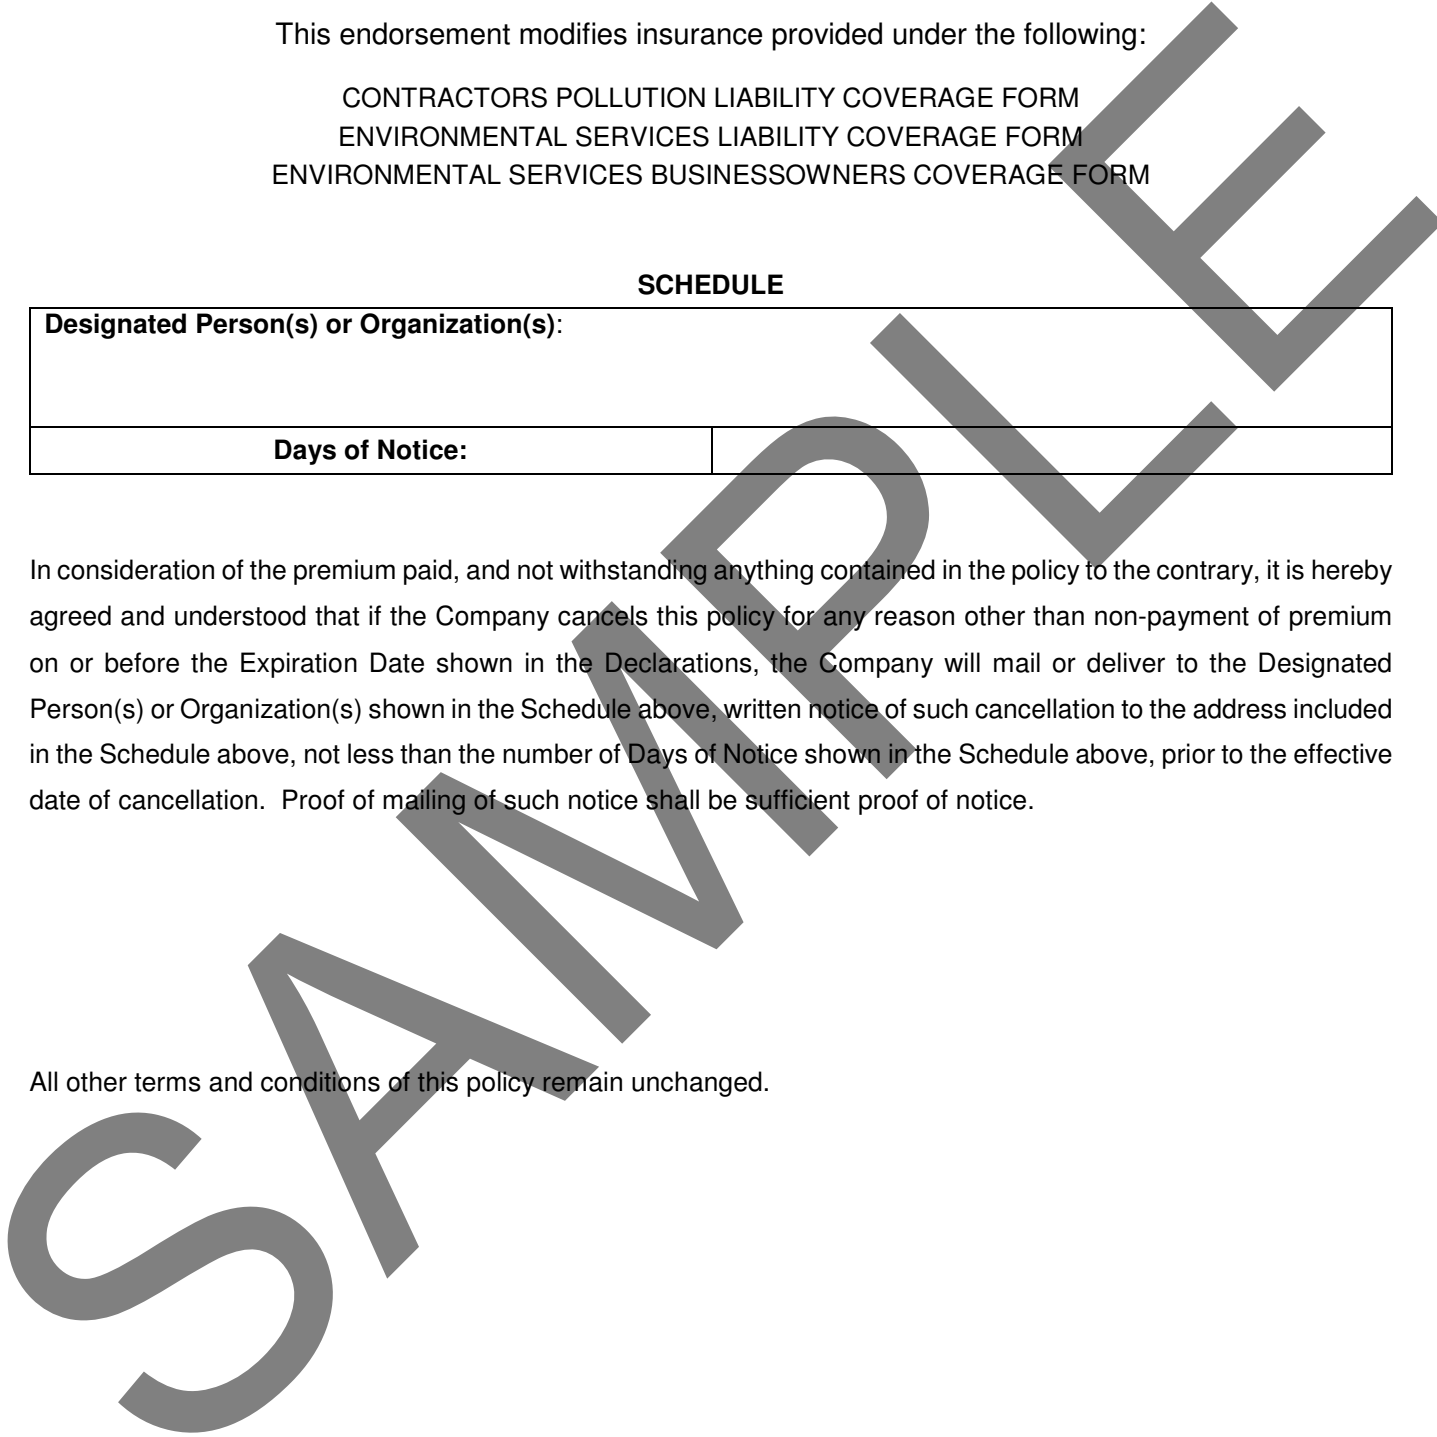 This endorsement modifies insurance provided under the following:
CONTRACTORS POLLUTION LIABILITY COVERAGE FORM
ENVIRONMENTAL SERVICES LIABILITY COVERAGE FORM
ENVIRONMENTAL SERVICES BUSINESSOWNERS COVERAGE FORM
SCHEDULE
Designated Person(s) or Organization(s):
Days of Notice:
In consideration of the premium paid, and not withstanding anything contained in the policy to the contrary, it is hereby
agreed and understood that if the Company cancels this policy for any reason other than non-payment of premium
on or before the Expiration Date shown in the Declarations, the Company will mail or deliver to the Designated
Person(s) or Organization(s) shown in the Schedule above, written notice of such cancellation to the address included
in the Schedule above, not less than the number of Days of Notice shown in the Schedule above, prior to the effective
date of cancellation.  Proof of mailing of such notice shall be sufficient proof of notice.
All other terms and conditions of this policy remain unchanged.
SAMPLE